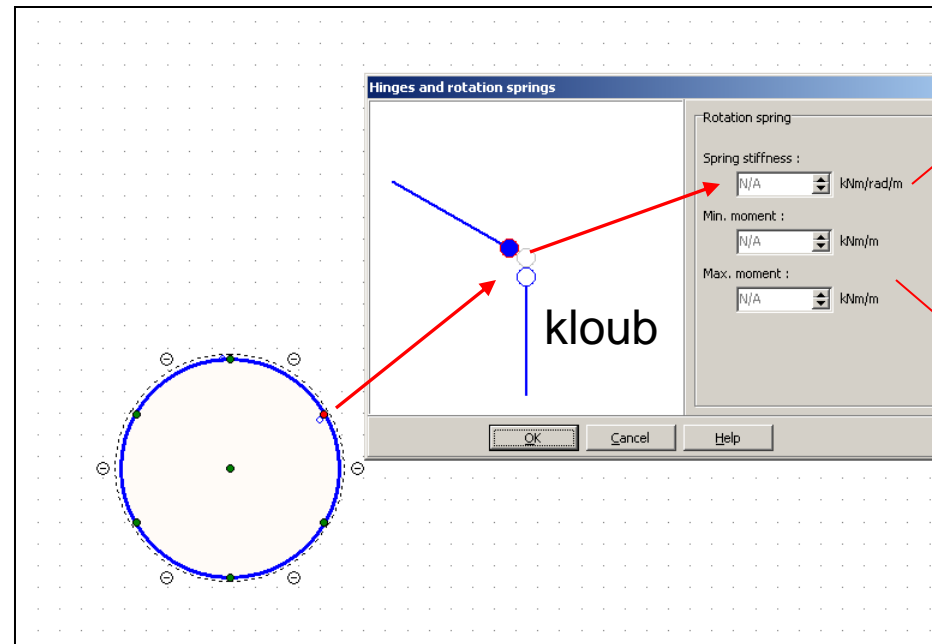 Hinges and rotation springs
Rotation spring
Spring stiffness :
N/A kNm/rad/m
Min. moment :
N/A kNm/m
Max. moment :
N/A kNm/m
kloub
OK Cancel Help